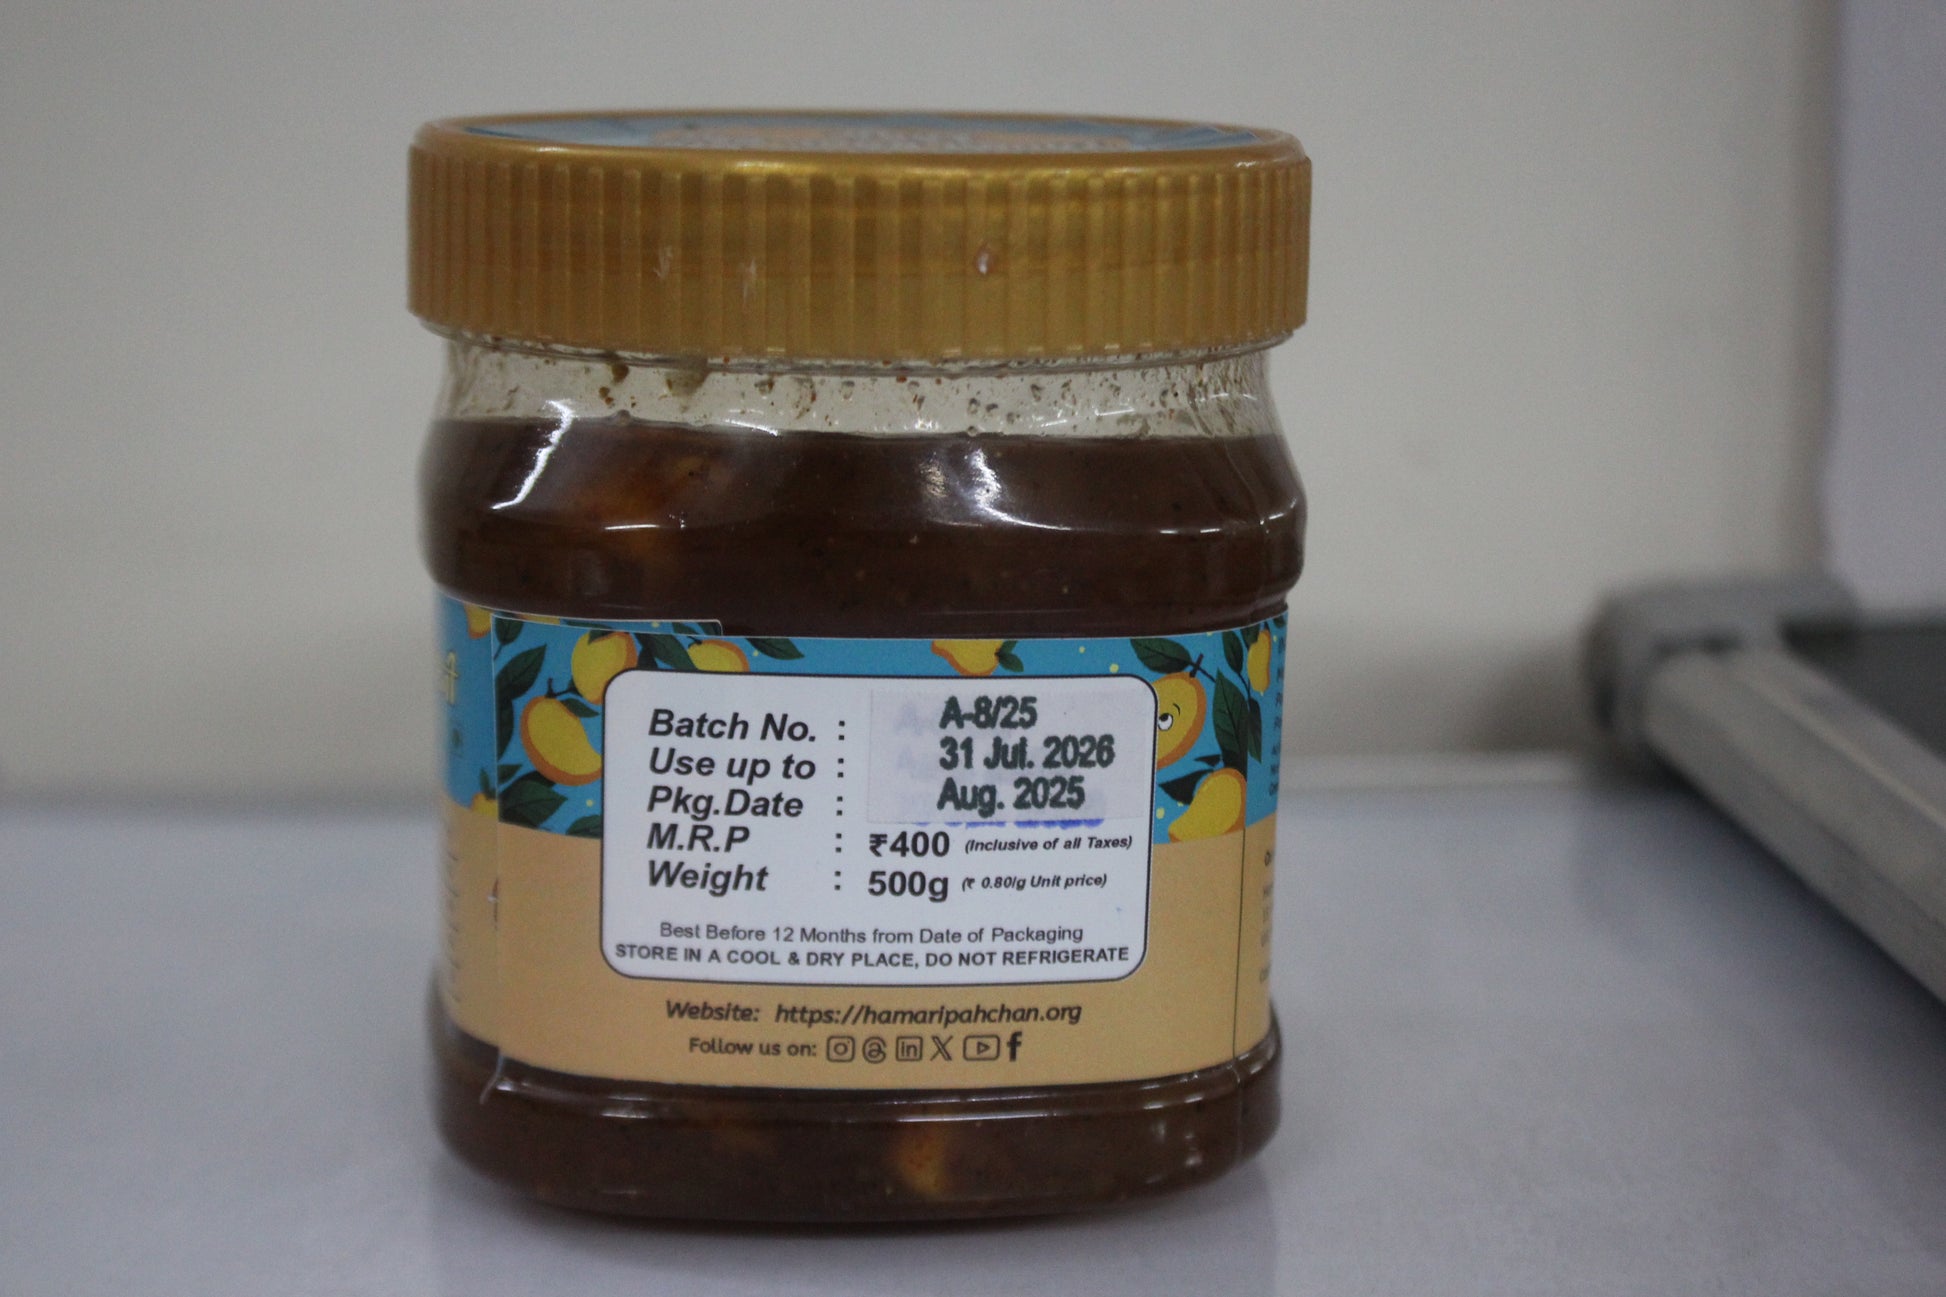 Batch No. : A-8/25
Use up to : 31 Jul. 2026
Pkg.Date : Aug. 2025
M.R.P : ₹400 (Inclusive of all Taxes)
Weight : 500g (₹ 0.80/g Unit price)
Best Before 12 Months from Date of Packaging
STORE IN A COOL & DRY PLACE, DO NOT REFRIGERATE
Website: https://hamaripahchan.org
Follow us on: